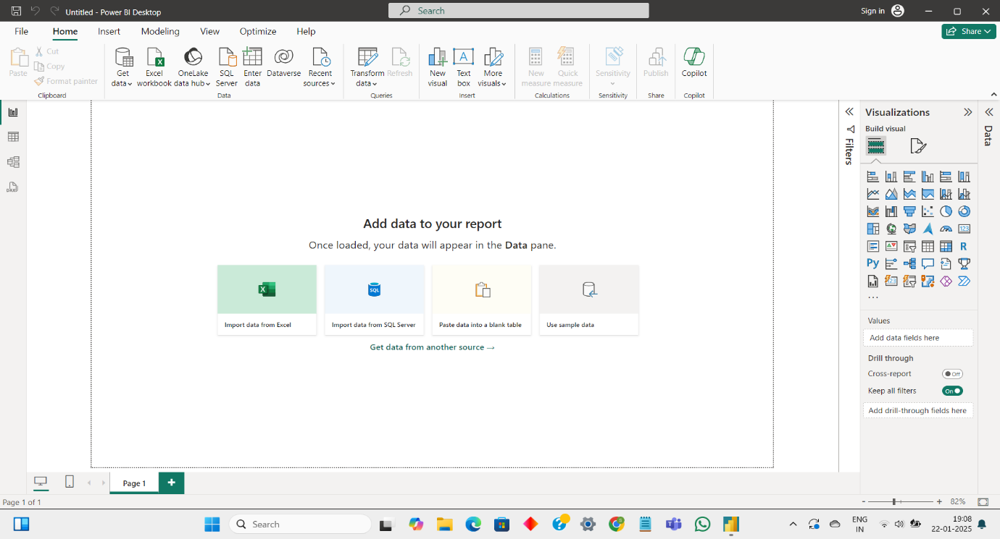 Untitled - Power BI Desktop
Search
Sign in
File Home Insert Modeling View Optimize Help
Share
Paste
Cut
Copy
Format painter
Clipboard
Get data
Excel workbook
OneLake data hub
SQL Server
Enter data
Dataverse
Recent sources
Data
Transform data
Refresh
Queries
New visual
Text box
More visuals
Insert
New measure
Quick measure
Calculations
Sensitivity
Sensitivity
Publish
Share
Copilot
Copilot
Filters
Visualizations
Build visual
Data
123
R
Py
123
...
Values
Add data fields here
Drill through
Cross-report Off
Keep all filters On
Add drill-through fields here
Add data to your report
Once loaded, your data will appear in the Data pane.
SQL
Import data from Excel
Import data from SQL Server
Paste data into a blank table
Use sample data
Get data from another source →
Page 1
+
Page 1 of 1
- + 82%
Search
ENG
IN
19:08
22-01-2025